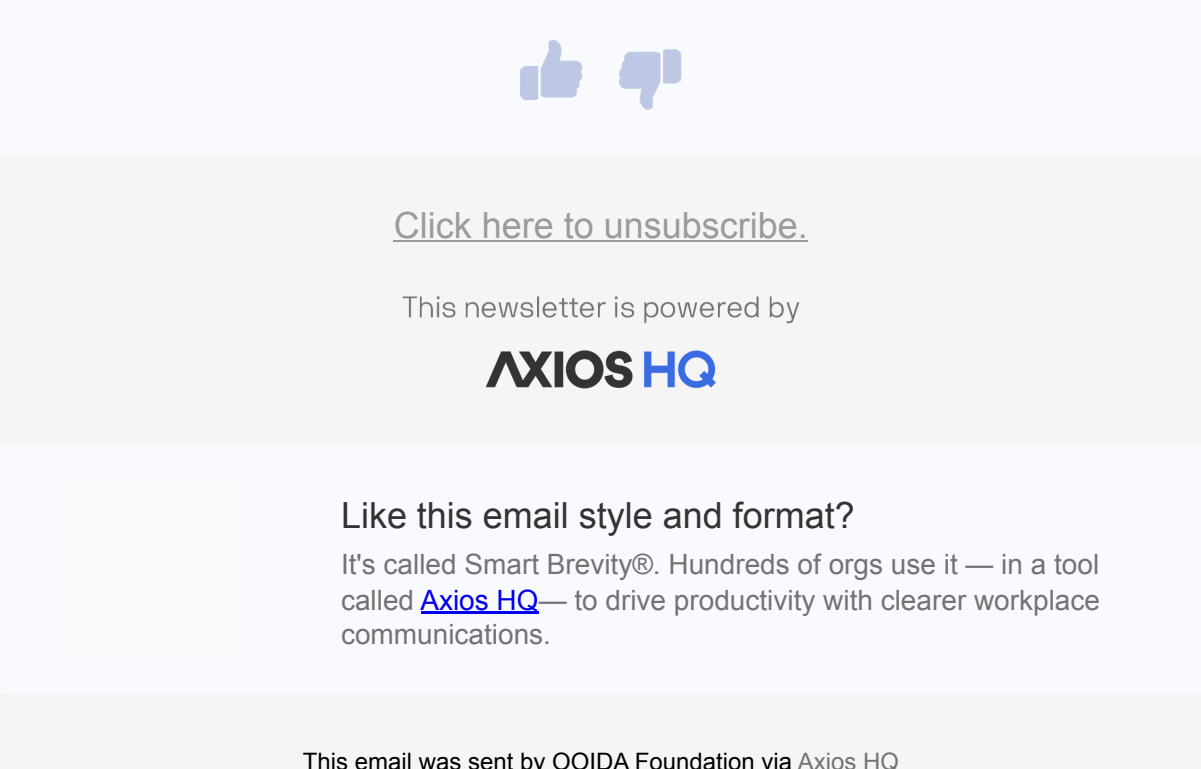 Click here to unsubscribe.
This newsletter is powered by
AXIOS HQ
Like this email style and format?
It's called Smart Brevity®. Hundreds of orgs use it — in a tool
called Axios HQ— to drive productivity with clearer workplace
communications.
This email was sent by OOIDA Foundation via Axios HQ